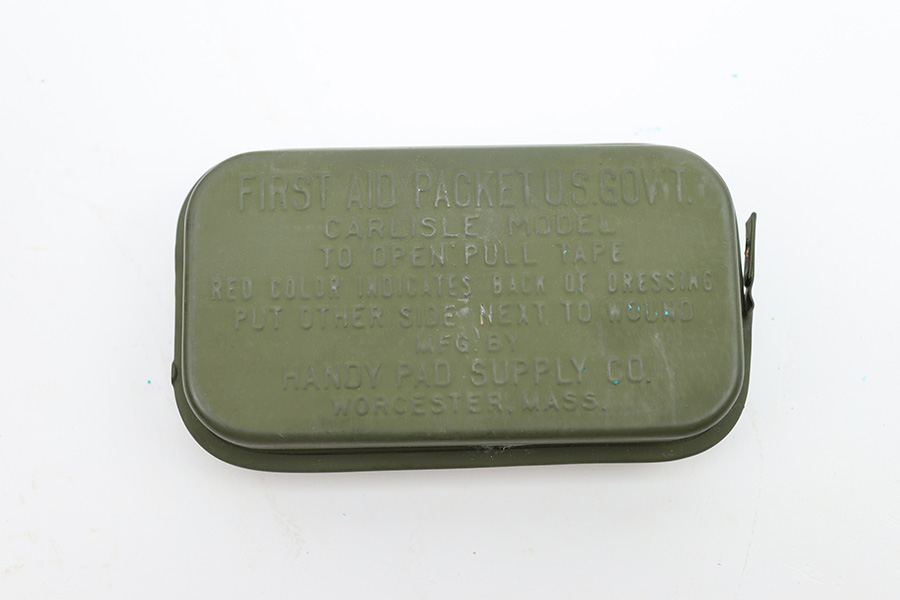 FIRST AID PACKET U.S. GOV'T.
CARLISLE MODEL
TO OPEN PULL TAPE
RED COLOR INDICATES BACK OF DRESSING
PUT OTHER SIDE NEXT TO WOUND
MFG. BY
HANDY PAD SUPPLY CO.
WORCESTER, MASS.